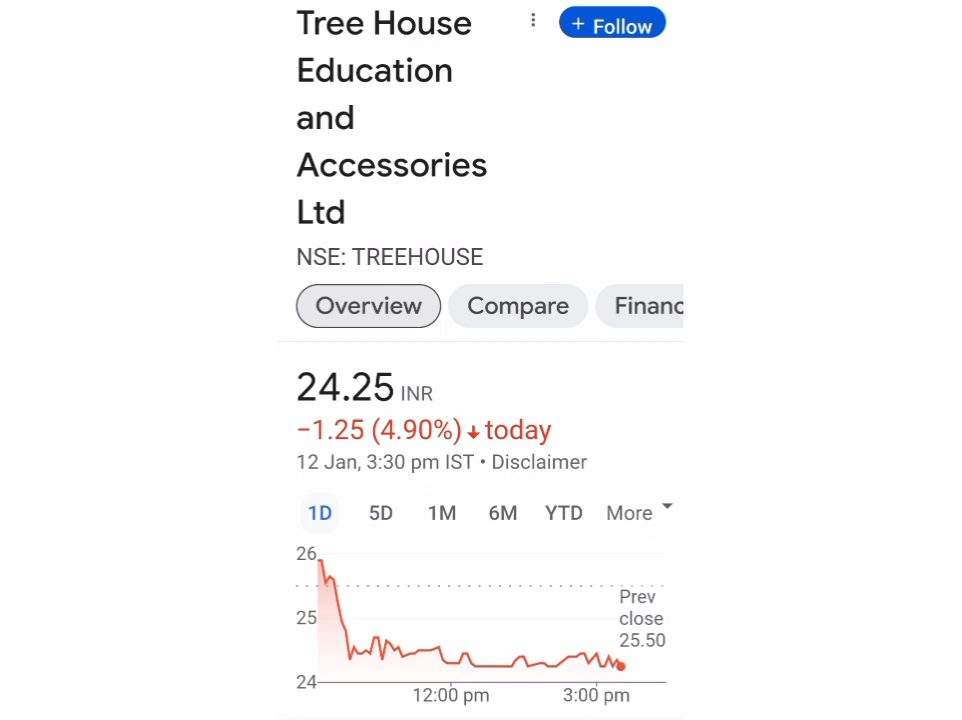 Tree House
+ Follow
Education
and
Accessories
Ltd
NSE: TREEHOUSE
Overview Compare Financ
24.25 INR
−1.25 (4.90%) ↓ today
12 Jan, 3:30 pm IST • Disclaimer
1D 5D 1M 6M YTD More
26
Prev
close
25.50
25
24
12:00 pm 3:00 pm